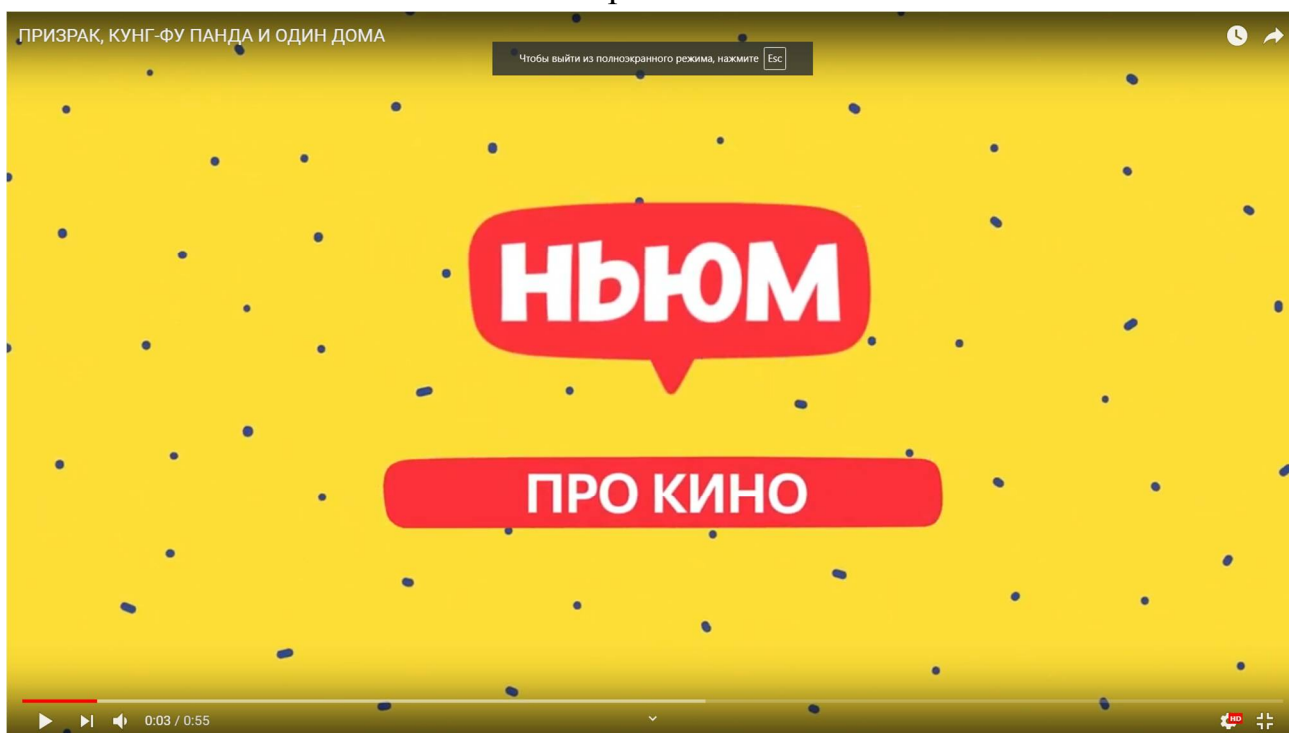 ПРИЗРАК, КУНГ-ФУ ПАНДА И ОДИН ДОМА
Чтобы выйти из полноэкранного режима, нажмите Esc
НЬЮМ
ПРО КИНО
0:03 / 0:55
HD